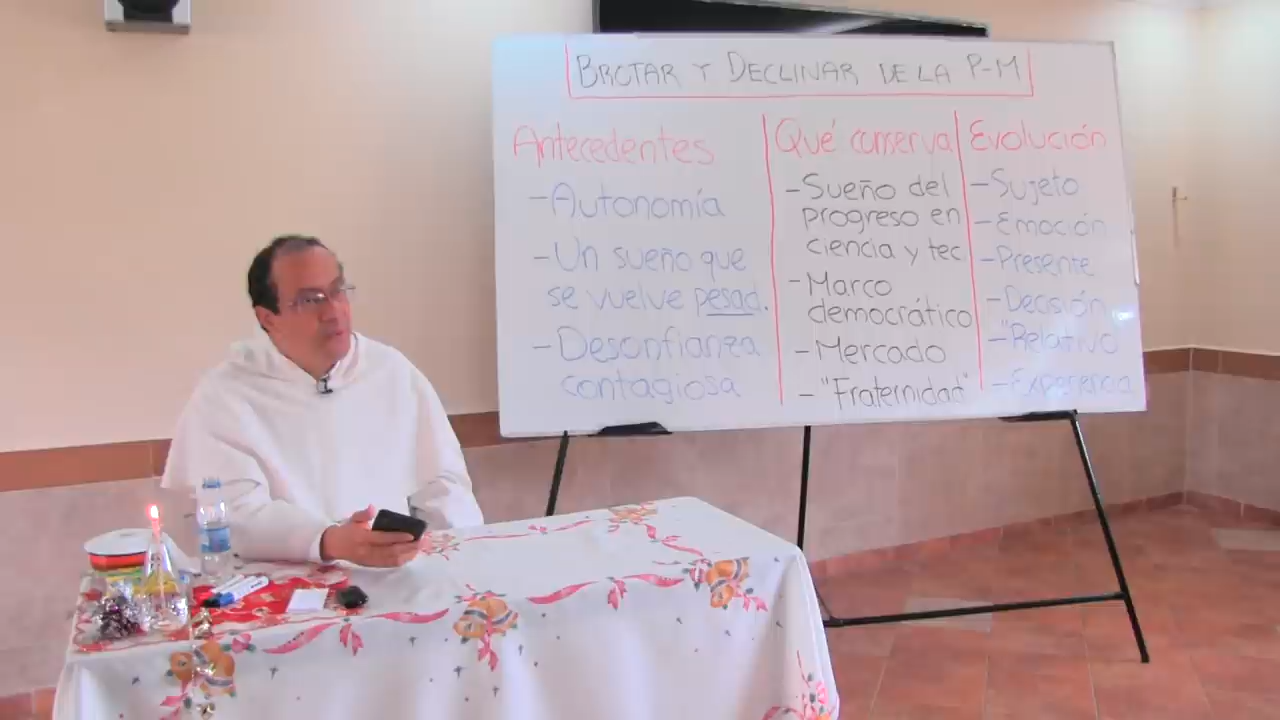 BROTAR Y DECLINAR DE LA P-M
Antecedentes
-Autonomía
-Un sueño que
se vuelve pesad.
-Desonfianza
contagiosa
Qué conserva
-Sueño del
progreso en
ciencia y tec.
-Marco
democrático
-Mercado
-"Fraternidad"
Evolución
-Sujeto
-Emoción
-Presente
-Decisión
-"Relativo
-Experiencia